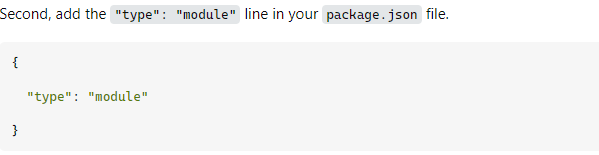 Second, add the "type": "module" line in your package.json file.
{
"type": "module"
}